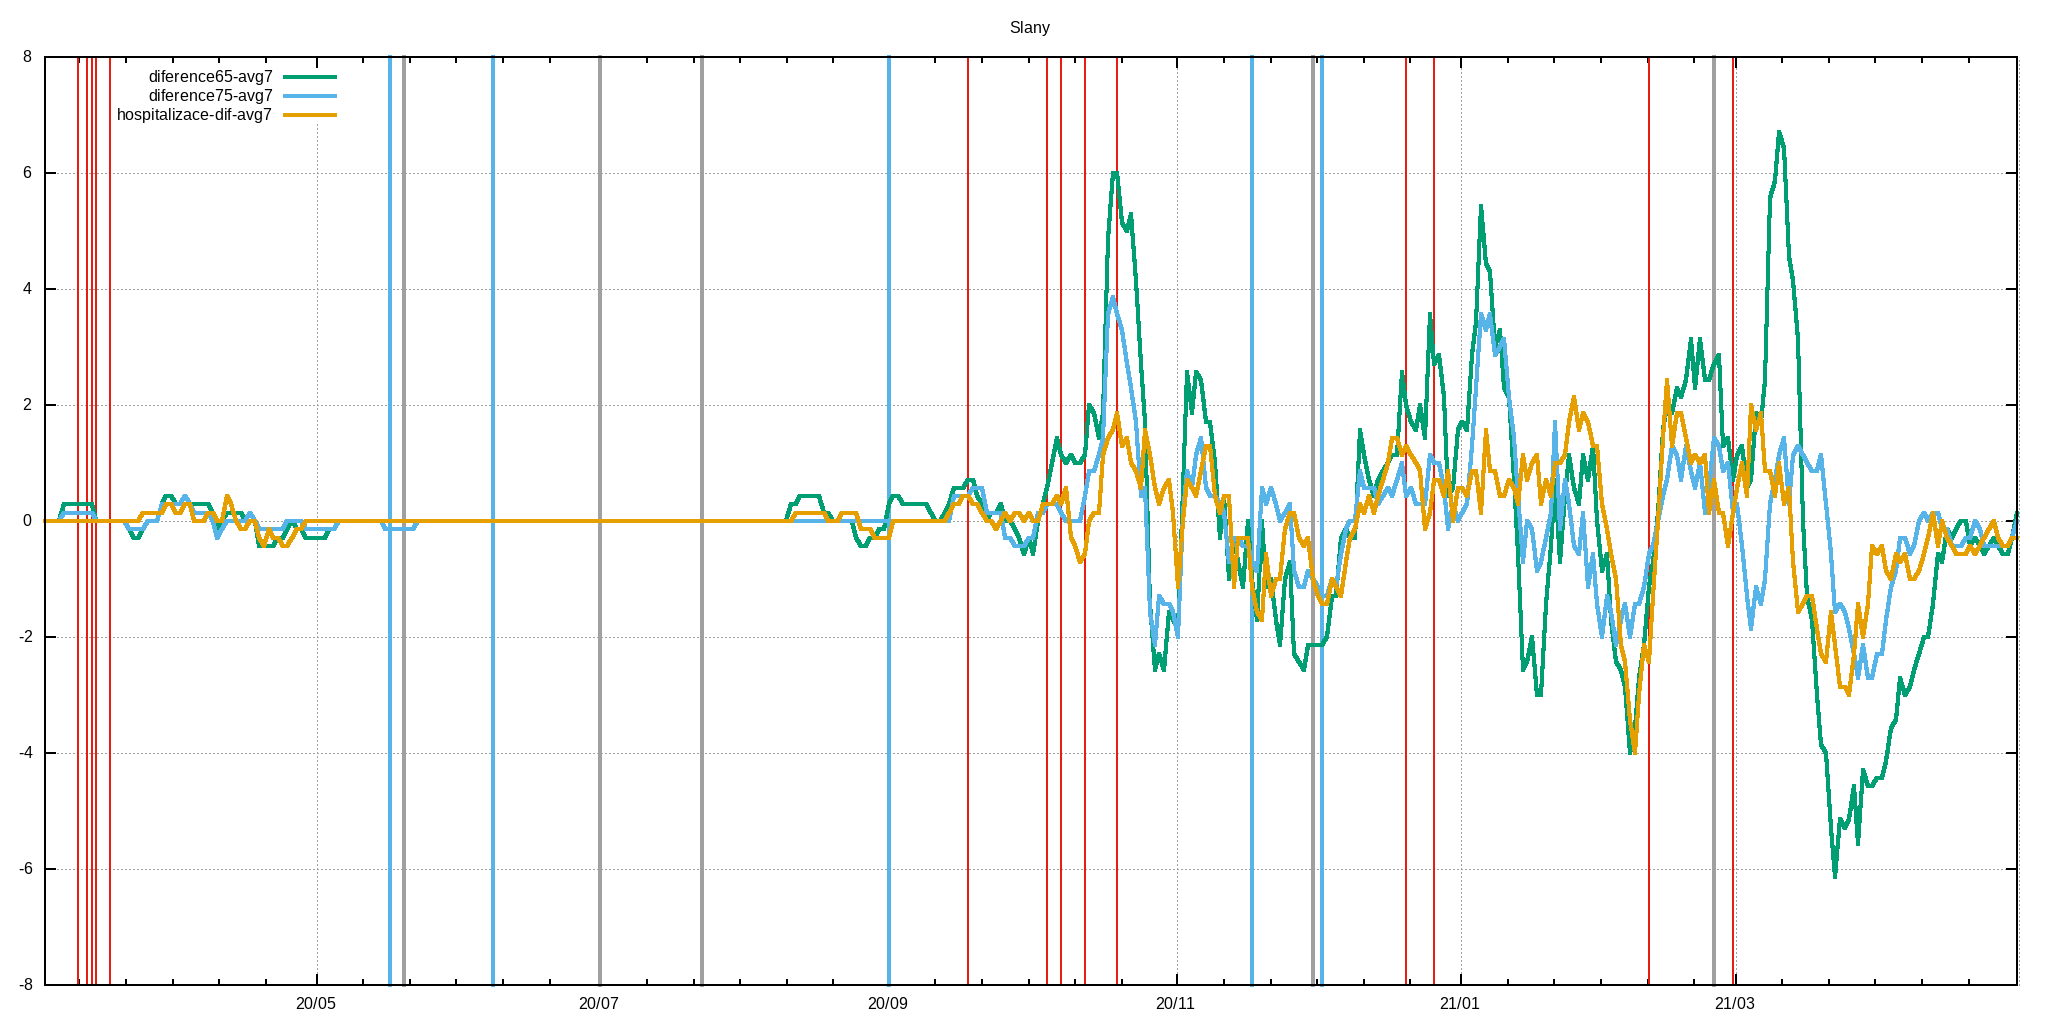 Slany
diference65-avg7
diference75-avg7
hospitalizace-dif-avg7
8
6
4
2
0
-2
-4
-6
-8
20/05 20/07 20/09 20/11 21/01 21/03